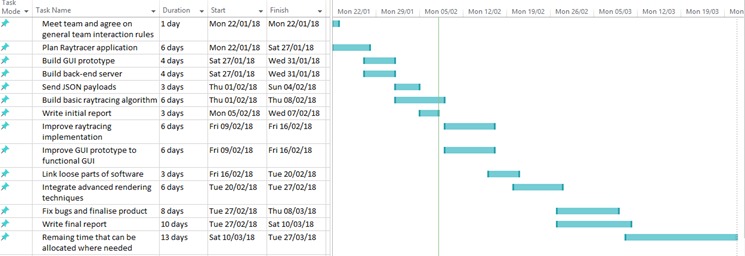 Task Mode Task Name Duration Start Finish Mon 22/01 Mon 29/01 Mon 05/02 Mon 12/02 Mon 19/02 Mon 26/02 Mon 05/03 Mon 12/03 Mon 19/03 Mon
Meet team and agree on general team interaction rules 1 day Mon 22/01/18 Mon 22/01/18
Plan Raytracer application 6 days Mon 22/01/18 Sat 27/01/18
Build GUI prototype 4 days Sat 27/01/18 Wed 31/01/18
Build back-end server 4 days Sat 27/01/18 Wed 31/01/18
Send JSON payloads 3 days Thu 01/02/18 Sun 04/02/18
Build basic raytracing algorithm 6 days Thu 01/02/18 Thu 08/02/18
Write initial report 3 days Mon 05/02/18 Wed 07/02/18
Improve raytracing implementation 6 days Fri 09/02/18 Fri 16/02/18
Improve GUI prototype to functional GUI 6 days Fri 09/02/18 Fri 16/02/18
Link loose parts of software 3 days Fri 16/02/18 Tue 20/02/18
Integrate advanced rendering techniques 6 days Tue 20/02/18 Tue 27/02/18
Fix bugs and finalise product 8 days Tue 27/02/18 Thu 08/03/18
Write final report 10 days Tue 27/02/18 Sat 10/03/18
Remaing time that can be allocated where needed 13 days Sat 10/03/18 Tue 27/03/18